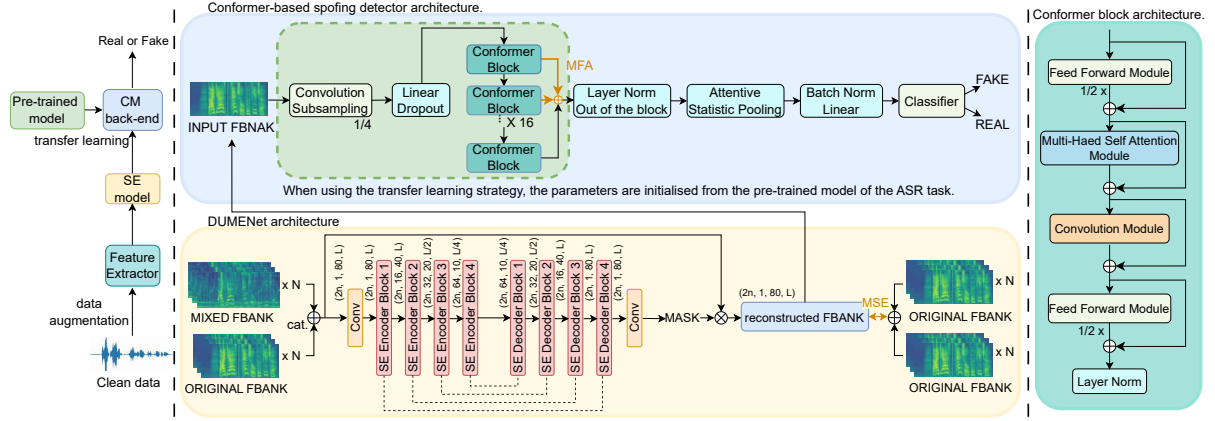 Real or Fake
Pre-trained
model
CM
back-end
transfer learning
SE
model
Feature
Extractor
data
augmentation
Clean data
Conformer-based spofing detector architecture.
INPUT FBNAK
Convolution
Subsampling
1/4
Linear
Dropout
Conformer
Block
MFA
Conformer
Block
X 16
Conformer
Block
Layer Norm
Out of the block
Attentive
Statistic Pooling
Batch Norm
Linear
Classifier
FAKE
REAL
When using the transfer learning strategy, the parameters are initialised from the pre-trained model of the ASR task.
DUMENet architecture
x N
MIXED FBANK
cat.
x N
ORIGINAL FBANK
(2n, 1, 80, L)
Conv
(2n, 1, 80, L)
SE Encoder Block 1
(2n, 16, 40, L)
SE Encoder Block 2
(2n, 32, 20, L/2)
SE Encoder Block 3
(2n, 64, 10, L/4)
SE Encoder Block 4
(2n, 64, 10, L/4)
SE Decoder Block 1
(2n, 32, 20, L/2)
SE Decoder Block 2
(2n, 16, 40, L)
SE Decoder Block 3
(2n, 1, 80, L)
SE Decoder Block 4
(2n, 1, 80, L)
Conv
MASK
(2n, 1, 80, L)
reconstructed FBANK
MSE
x N
ORIGINAL FBANK
x N
ORIGINAL FBANK
Conformer block architecture.
Feed Forward Module
1/2 x
Multi-Haed Self Attention
Module
Convolution Module
Feed Forward Module
1/2 x
Layer Norm